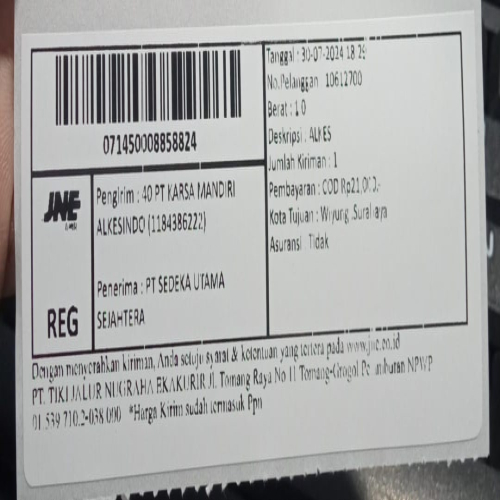 071450008858824
JNE
REG
Pengirim : 40 PT KARSA MANDIRI
ALKESINDO (1184386222)
Penerima : PT SEDEKA UTAMA
SEJAHTERA
Tanggal : 30-07-2024 18:29
No.Pelanggan 10612700
Berat : 1.0
Deskripsi : ALKES
Jumlah Kiriman : 1
Pembayaran : COD Rp21,000,-
Kota Tujuan : Wiyung ,Surabaya
Asuransi Tidak
Dengan menyerahkan kiriman, Anda setuju syarat & ketentuan yang tertera pada www.jne.co.id
PT. TIKI JALUR NUGRAHA EKAKURIR Jl. Tomang Raya No 11 Tomang-Grogol Petamburan NPWP
01.539.710.2-038.000 *Harga Kirim sudah termasuk Ppn